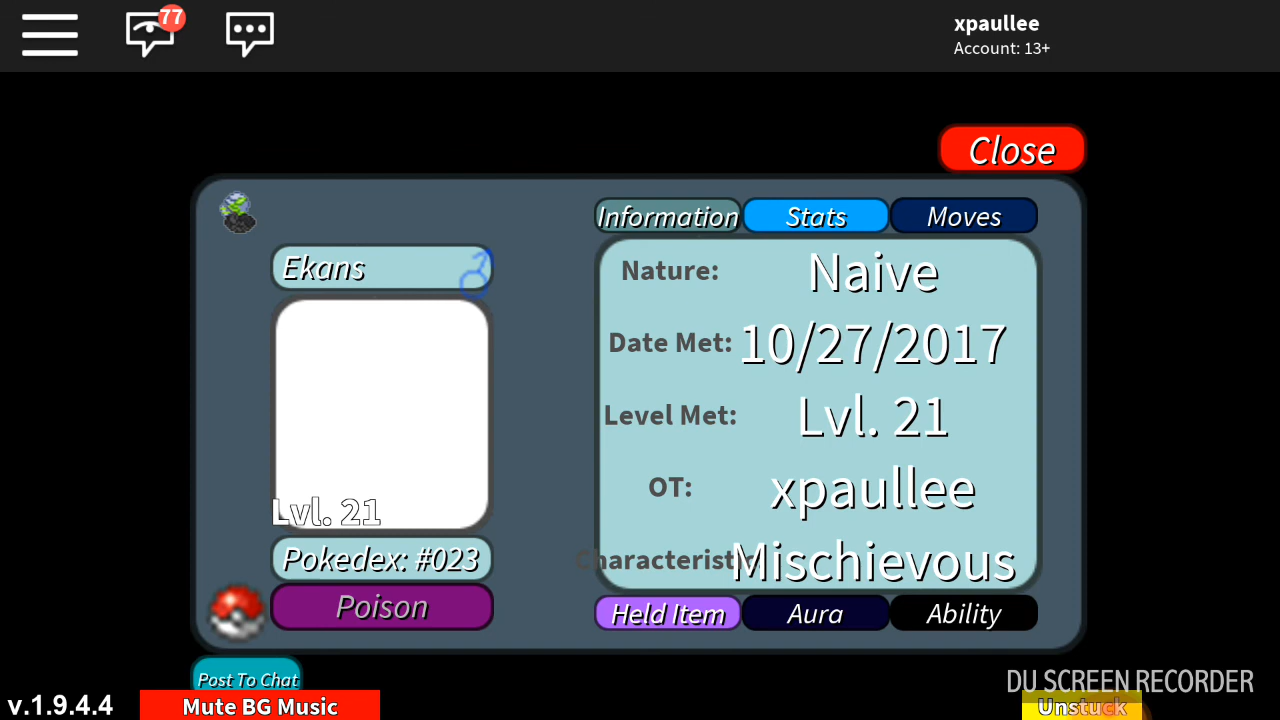 77
xpaullee
Account: 13+
Close
Information Stats Moves
Ekans
Nature: Naive
Date Met: 10/27/2017
Level Met: Lvl. 21
OT: xpaullee
Characteristic Mischievous
Lvl. 21
Pokedex: #023
Poison
Held Item Aura Ability
Post To Chat
DU SCREEN RECORDER
v.1.9.4.4 Mute BG Music Unstuck